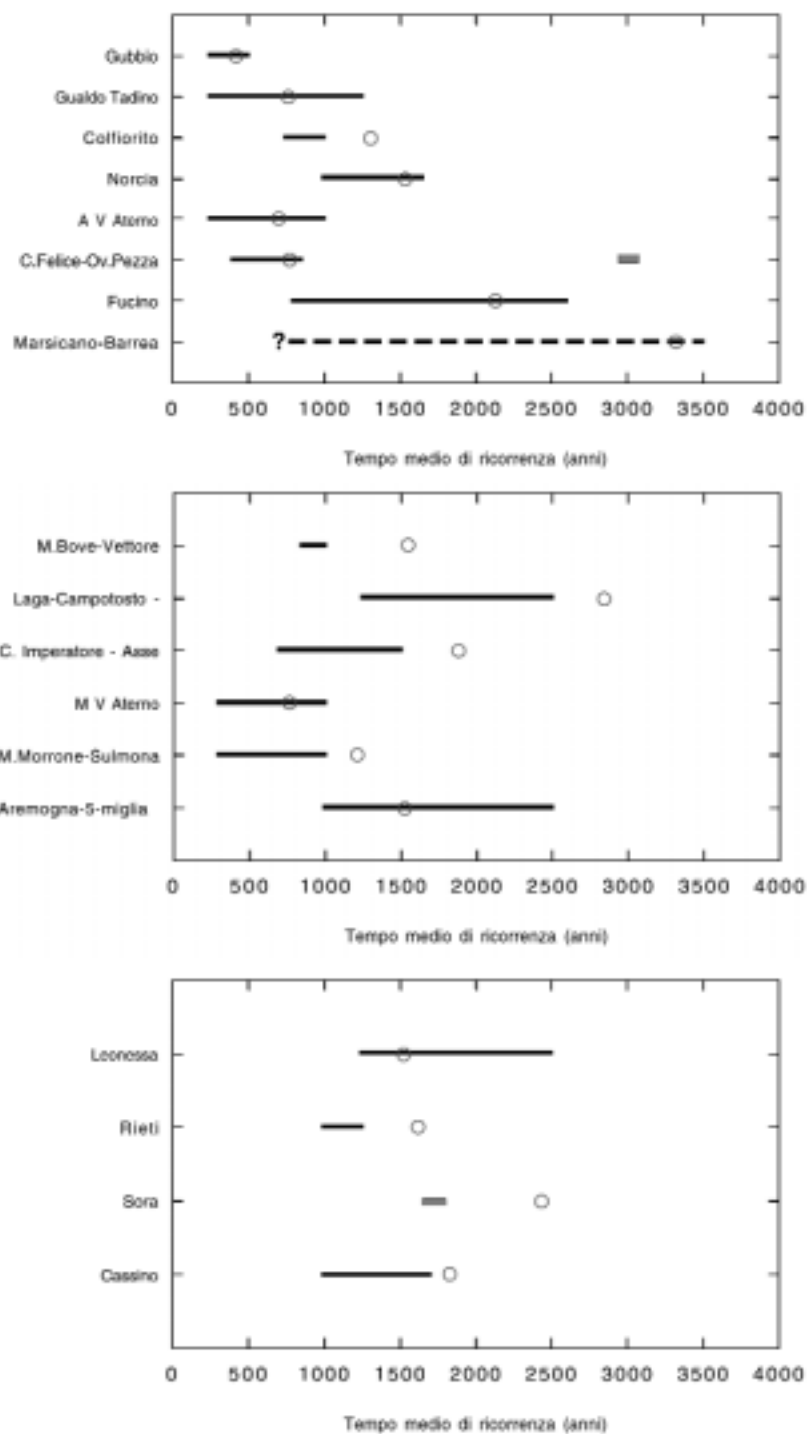 Gubbio
Gualdo Tadino
Colfiorito
Norcia
A V Aterno
C.Felice-Ov.Pezza
Fucino
Marsicano-Barrea
?
0 500 1000 1500 2000 2500 3000 3500 4000
Tempo medio di ricorrenza (anni)
M.Bove-Vettore
Laga-Campotosto -
C. Imperatore - Asse
M V Aterno
M.Morrone-Sulmona
Aremogna-5-miglia
0 500 1000 1500 2000 2500 3000 3500 4000
Tempo medio di ricorrenza (anni)
Leonessa
Rieti
Sora
Cassino
0 500 1000 1500 2000 2500 3000 3500 4000
Tempo medio di ricorrenza (anni)